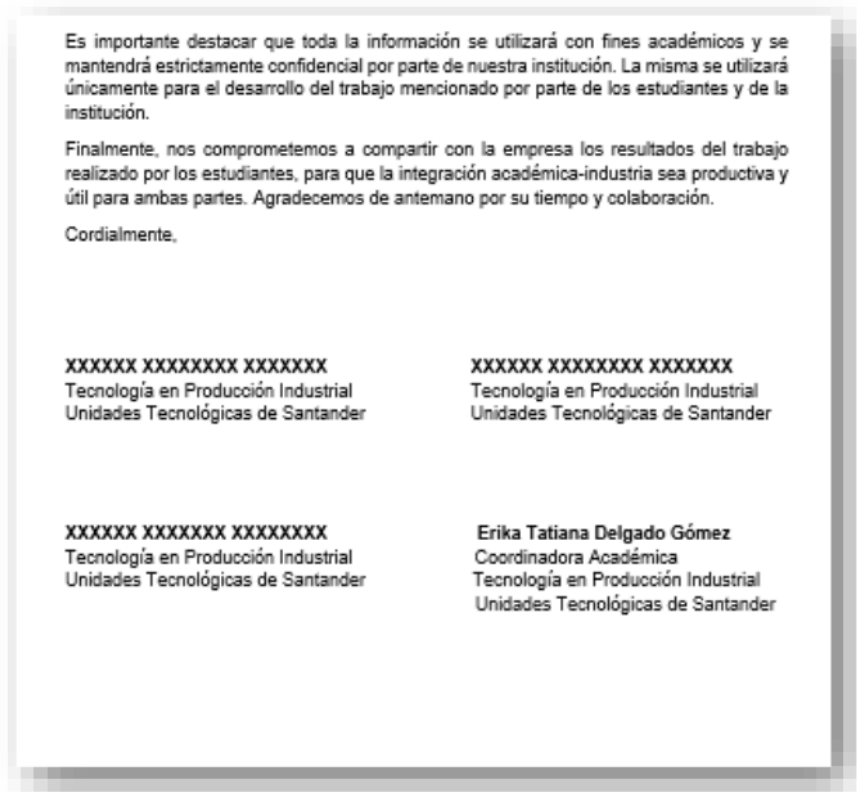 Es importante destacar que toda la información se utilizará con fines académicos y se
mantendrá estrictamente confidencial por parte de nuestra institución. La misma se utilizará
únicamente para el desarrollo del trabajo mencionado por parte de los estudiantes y de la
institución.
Finalmente, nos comprometemos a compartir con la empresa los resultados del trabajo
realizado por los estudiantes, para que la integración académica-industria sea productiva y
útil para ambas partes. Agradecemos de antemano por su tiempo y colaboración.
Cordialmente,
XXXXXX XXXXXXXX XXXXXXX
Tecnología en Producción Industrial
Unidades Tecnológicas de Santander
XXXXXX XXXXXXXX XXXXXXX
Tecnología en Producción Industrial
Unidades Tecnológicas de Santander
XXXXXX XXXXXXX XXXXXXXX
Tecnología en Producción Industrial
Unidades Tecnológicas de Santander
Erika Tatiana Delgado Gómez
Coordinadora Académica
Tecnología en Producción Industrial
Unidades Tecnológicas de Santander